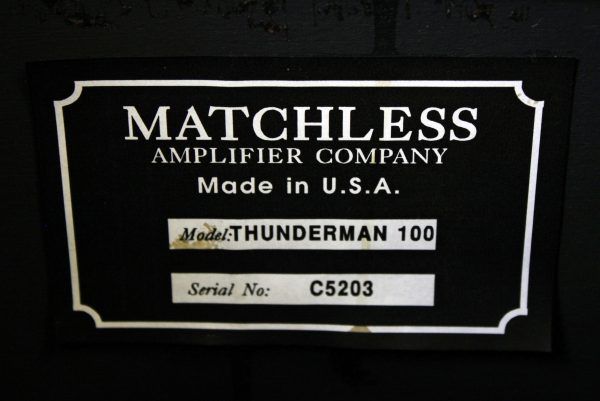 MATCHLESS
AMPLIFIER COMPANY
Made in U.S.A.
Model: THUNDERMAN 100
Serial No: C5203